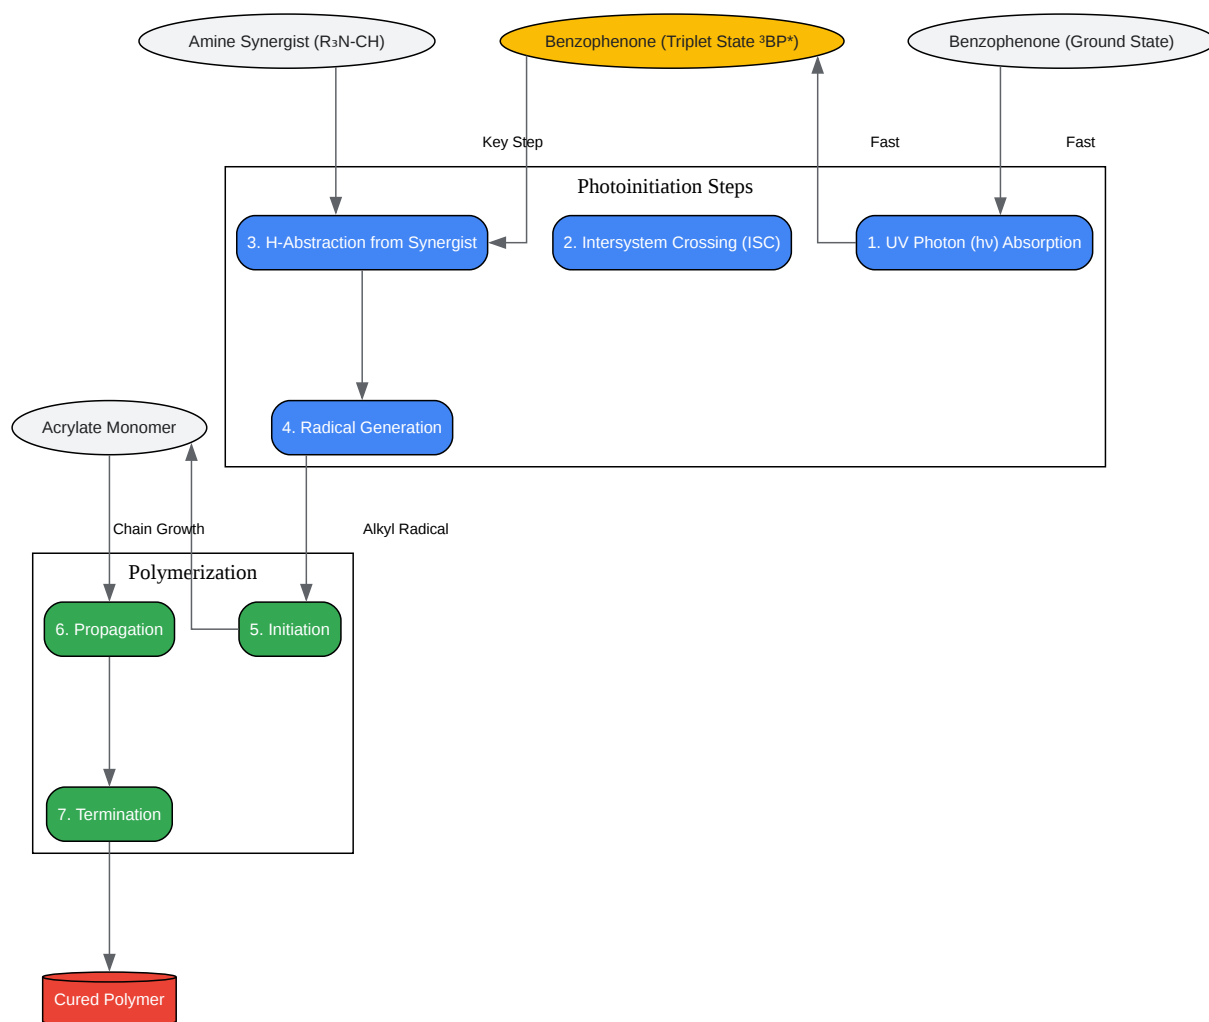 Amine Synergist (R₃N-CH)
Benzophenone (Triplet State ³BP*)
Benzophenone (Ground State)
Key Step
Fast
Fast
Photoinitiation Steps
3. H-Abstraction from Synergist
2. Intersystem Crossing (ISC)
1. UV Photon (hν) Absorption
Acrylate Monomer
4. Radical Generation
Chain Growth
Alkyl Radical
Polymerization
6. Propagation
5. Initiation
7. Termination
Cured Polymer